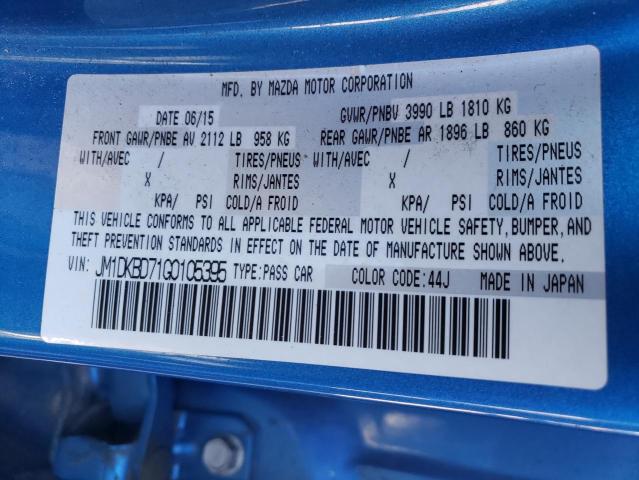 MFD. BY MAZDA MOTOR CORPORATION
DATE 06/15 GVWR/PNBV 3990 LB 1810 KG
FRONT GAWR/PNBE AV 2112 LB 958 KG REAR GAWR/PNBE AR 1896 LB 860 KG
WITH/AVEC / TIRES/PNEUS WITH/AVEC / TIRES/PNEUS
X RIMS/JANTES X RIMS/JANTES
KPA/ PSI COLD/A FROID KPA/ PSI COLD/A FROID
THIS VEHICLE CONFORMS TO ALL APPLICABLE FEDERAL MOTOR VEHICLE SAFETY, BUMPER, AND
THEFT PREVENTION STANDARDS IN EFFECT ON THE DATE OF MANUFACTURE SHOWN ABOVE.
VIN: JM1DKBD71G0105395 TYPE:PASS CAR COLOR CODE:44J MADE IN JAPAN